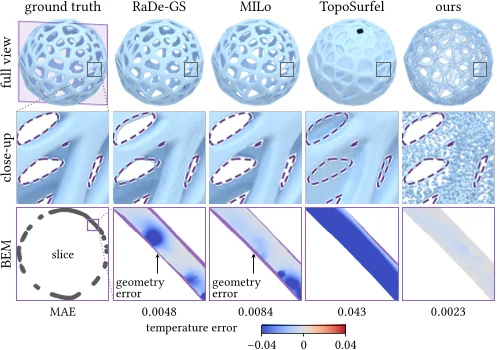 ground truth RaDe-GS MILo TopoSurfel ours
full view
close-up
BEM
slice
geometry error
geometry error
MAE 0.0048 0.0084 0.043 0.0023
temperature error
−0.04 0 0.04